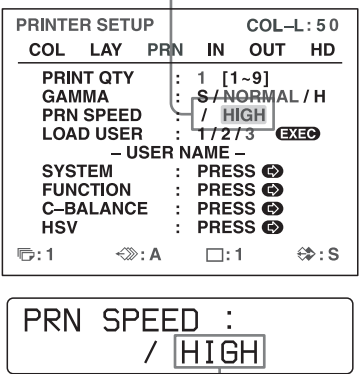 PRINTER SETUP COL–L:50
COL LAY PRN IN OUT HD
PRINT QTY : 1 [1~9]
GAMMA : S / NORMAL / H
PRN SPEED : / HIGH
LOAD USER : 1 / 2 / 3 EXEC
– USER NAME –
SYSTEM : PRESS
FUNCTION : PRESS
C–BALANCE : PRESS
HSV : PRESS
:1 :A :1 :S
PRN SPEED :
/ HIGH